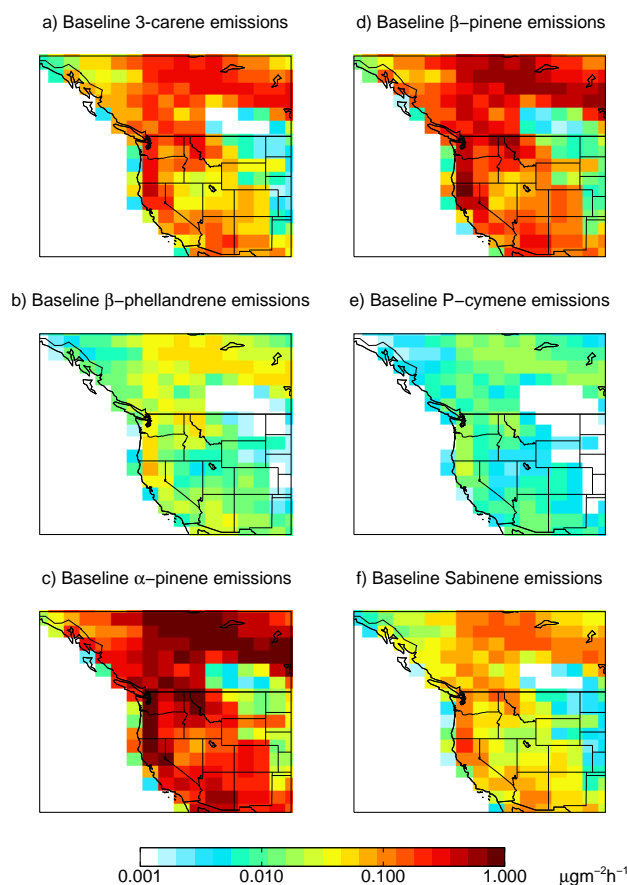 a) Baseline 3-carene emissions
d) Baseline β−pinene emissions
b) Baseline β−phellandrene emissions
e) Baseline P−cymene emissions
c) Baseline α−pinene emissions
f) Baseline Sabinene emissions
0.001 0.010 0.100 1.000 μgm⁻²h⁻¹